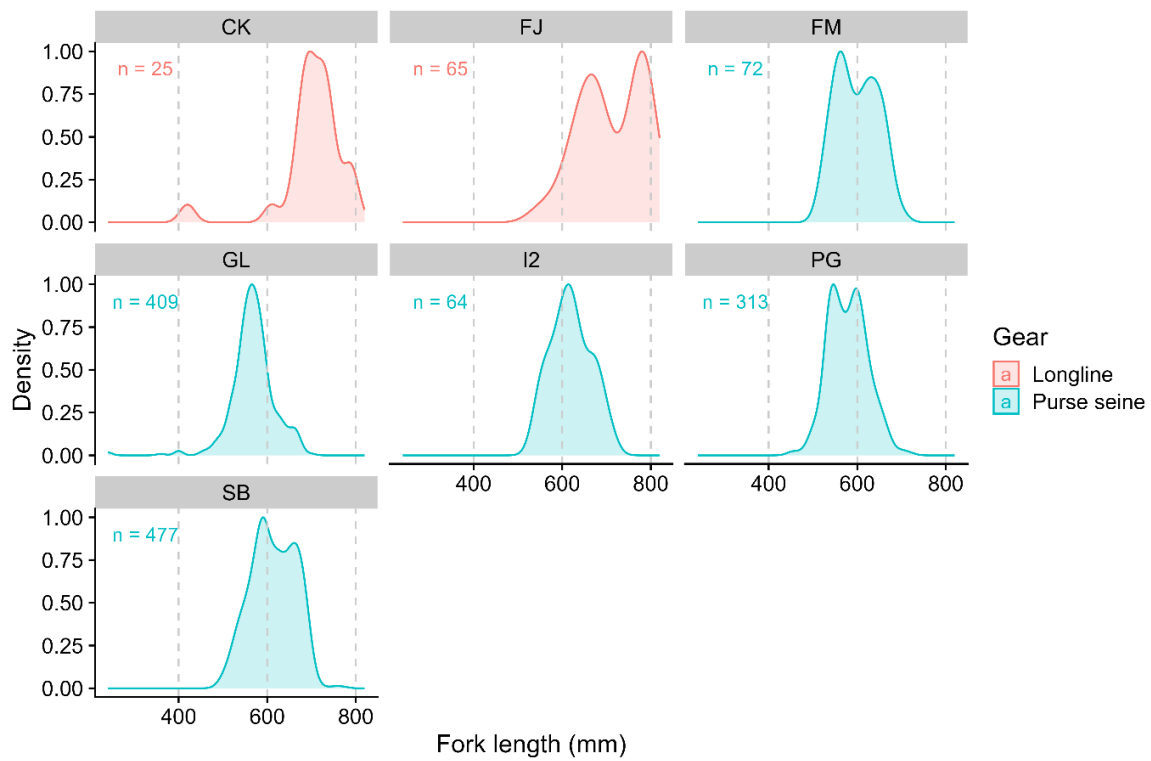 CK FJ FM
1.00
0.75
0.50
0.25
0.00
n = 25
n = 65
n = 72
GL I2 PG
1.00
0.75
0.50
0.25
0.00
n = 409
n = 64
n = 313
400 600 800
400 600 800
SB
1.00
0.75
0.50
0.25
0.00
n = 477
400 600 800
Density
Fork length (mm)
Gear
a Longline
a Purse seine